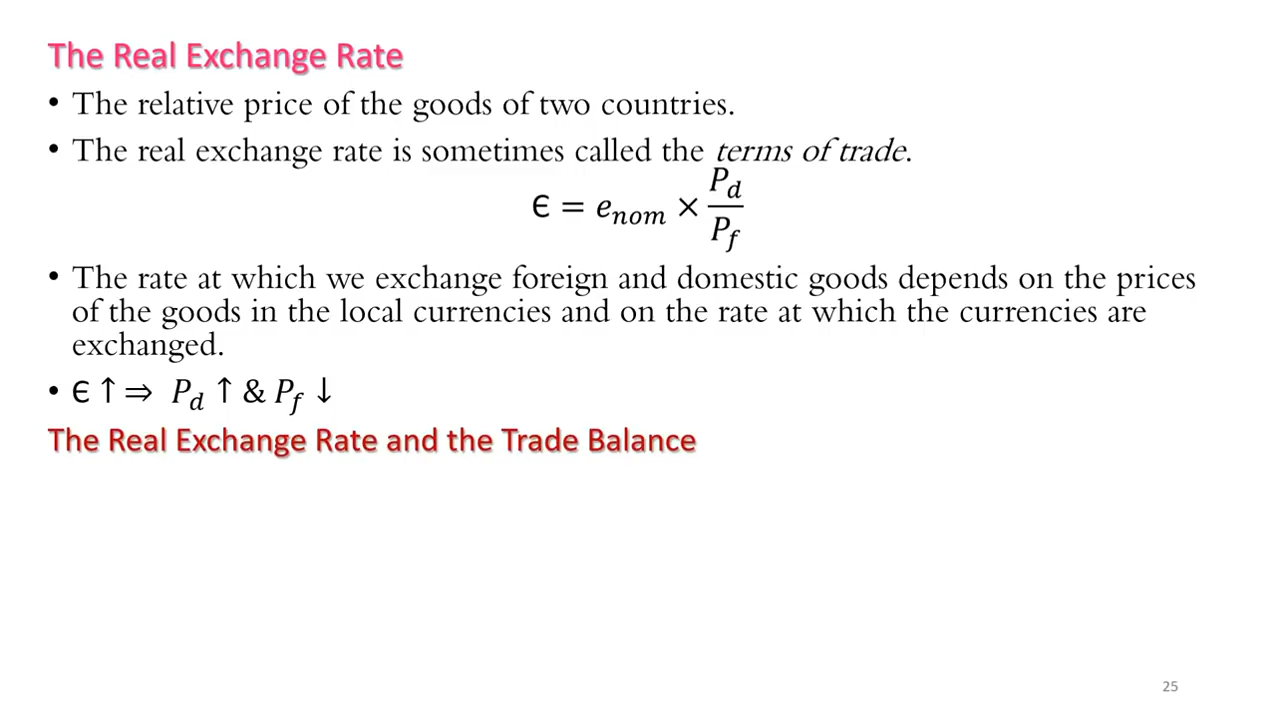 The Real Exchange Rate
• The relative price of the goods of two countries.
• The real exchange rate is sometimes called the terms of trade.
Є = e_nom × P_d / P_f
• The rate at which we exchange foreign and domestic goods depends on the prices
of the goods in the local currencies and on the rate at which the currencies are
exchanged.
• Є ↑ ⇒ P_d ↑ & P_f ↓
The Real Exchange Rate and the Trade Balance
25